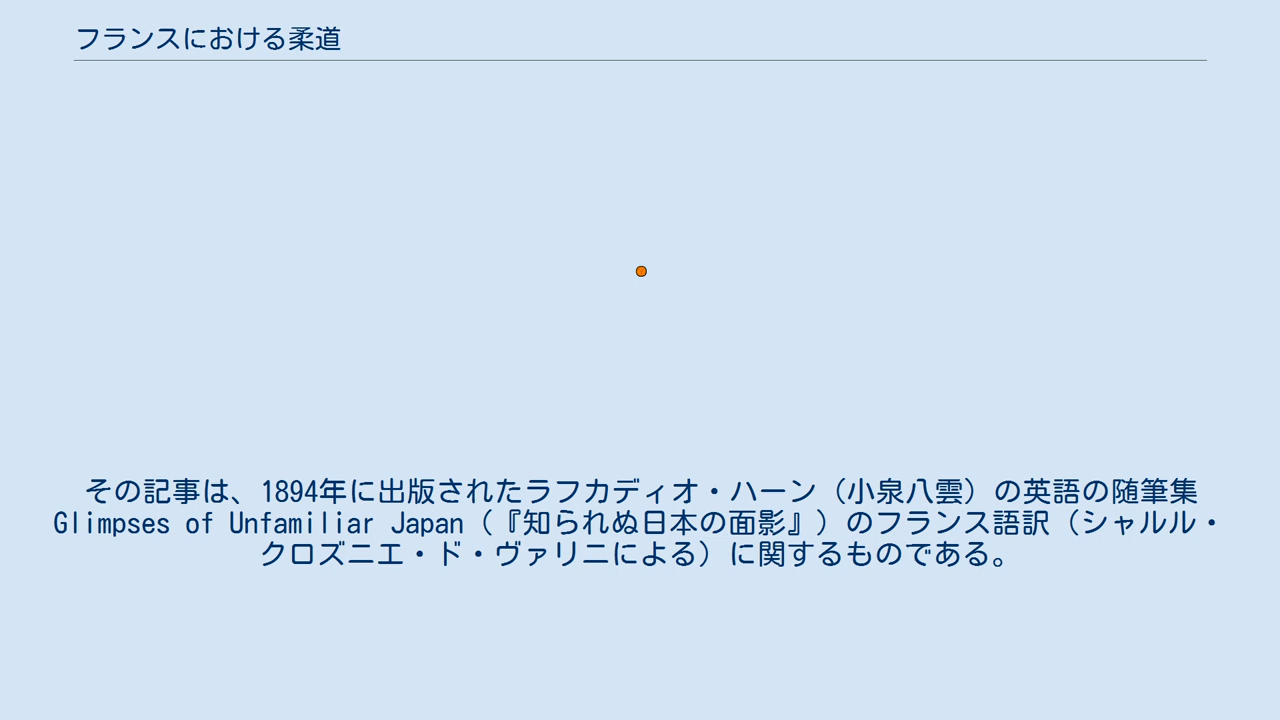 フランスにおける柔道
その記事は、1894年に出版されたラフカディオ・ハーン（小泉八雲）の英語の随筆集
Glimpses of Unfamiliar Japan（『知られぬ日本の面影』）のフランス語訳（シャルル・
クロズニエ・ド・ヴァリニによる）に関するものである。